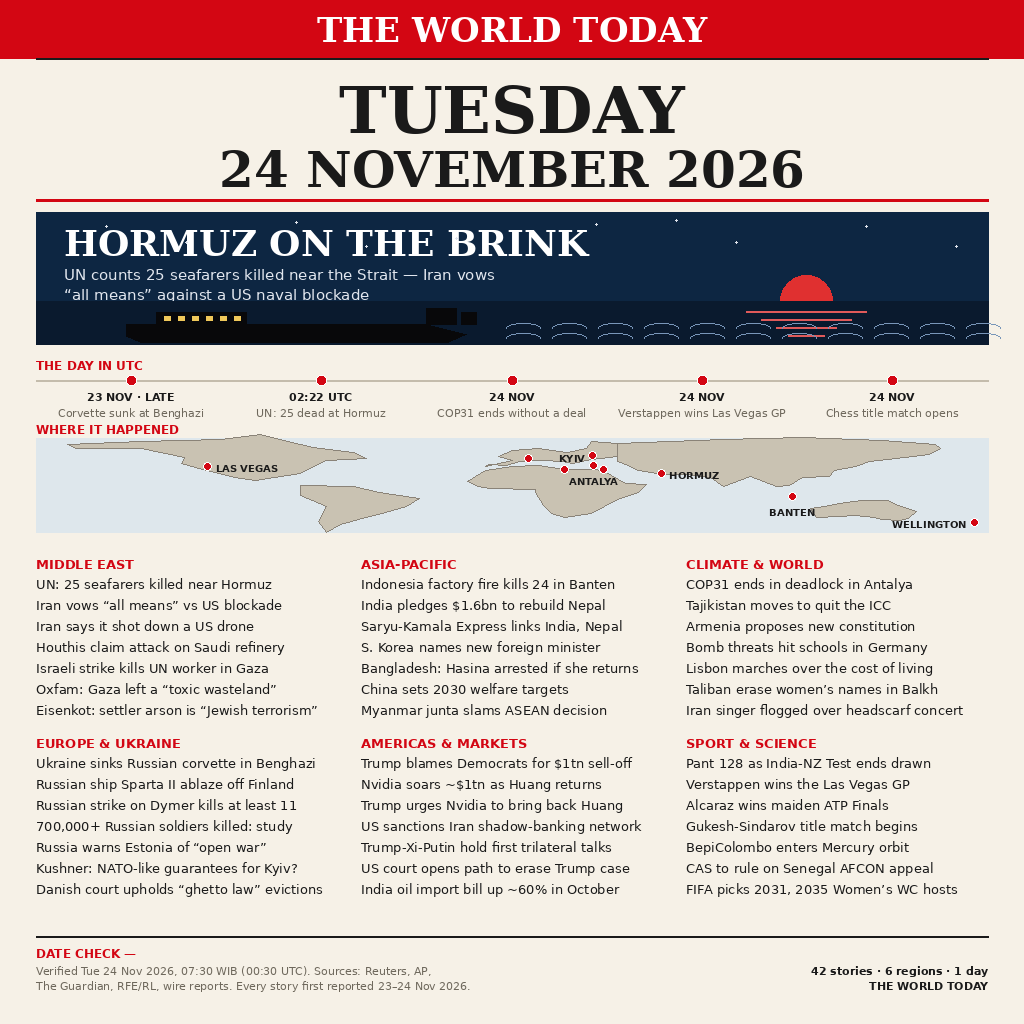 THE WORLD TODAY
TUESDAY
24 NOVEMBER 2026
HORMUZ ON THE BRINK
UN counts 25 seafarers killed near the Strait — Iran vows
“all means” against a US naval blockade
THE DAY IN UTC
23 NOV · LATE
Corvette sunk at Benghazi
02:22 UTC
UN: 25 dead at Hormuz
24 NOV
COP31 ends without a deal
24 NOV
Verstappen wins Las Vegas GP
24 NOV
Chess title match opens
WHERE IT HAPPENED
LAS VEGAS
KYIV
ANTALYA
HORMUZ
BANTEN
WELLINGTON
MIDDLE EAST
UN: 25 seafarers killed near Hormuz
Iran vows “all means” vs US blockade
Iran says it shot down a US drone
Houthis claim attack on Saudi refinery
Israeli strike kills UN worker in Gaza
Oxfam: Gaza left a “toxic wasteland”
Eisenkot: settler arson is “Jewish terrorism”
ASIA-PACIFIC
Indonesia factory fire kills 24 in Banten
India pledges $1.6bn to rebuild Nepal
Saryu-Kamala Express links India, Nepal
S. Korea names new foreign minister
Bangladesh: Hasina arrested if she returns
China sets 2030 welfare targets
Myanmar junta slams ASEAN decision
CLIMATE & WORLD
COP31 ends in deadlock in Antalya
Tajikistan moves to quit the ICC
Armenia proposes new constitution
Bomb threats hit schools in Germany
Lisbon marches over the cost of living
Taliban erase women’s names in Balkh
Iran singer flogged over headscarf concert
EUROPE & UKRAINE
Ukraine sinks Russian corvette in Benghazi
Russian ship Sparta II ablaze off Finland
Russian strike on Dymer kills at least 11
700,000+ Russian soldiers killed: study
Russia warns Estonia of “open war”
Kushner: NATO-like guarantees for Kyiv?
Danish court upholds “ghetto law” evictions
AMERICAS & MARKETS
Trump blames Democrats for $1tn sell-off
Nvidia soars ~$1tn as Huang returns
Trump urges Nvidia to bring back Huang
US sanctions Iran shadow-banking network
Trump-Xi-Putin hold first trilateral talks
US court opens path to erase Trump case
India oil import bill up ~60% in October
SPORT & SCIENCE
Pant 128 as India-NZ Test ends drawn
Verstappen wins the Las Vegas GP
Alcaraz wins maiden ATP Finals
Gukesh-Sindarov title match begins
BepiColombo enters Mercury orbit
CAS to rule on Senegal AFCON appeal
FIFA picks 2031, 2035 Women’s WC hosts
DATE CHECK —
Verified Tue 24 Nov 2026, 07:30 WIB (00:30 UTC). Sources: Reuters, AP,
The Guardian, RFE/RL, wire reports. Every story first reported 23–24 Nov 2026.
42 stories · 6 regions · 1 day
THE WORLD TODAY